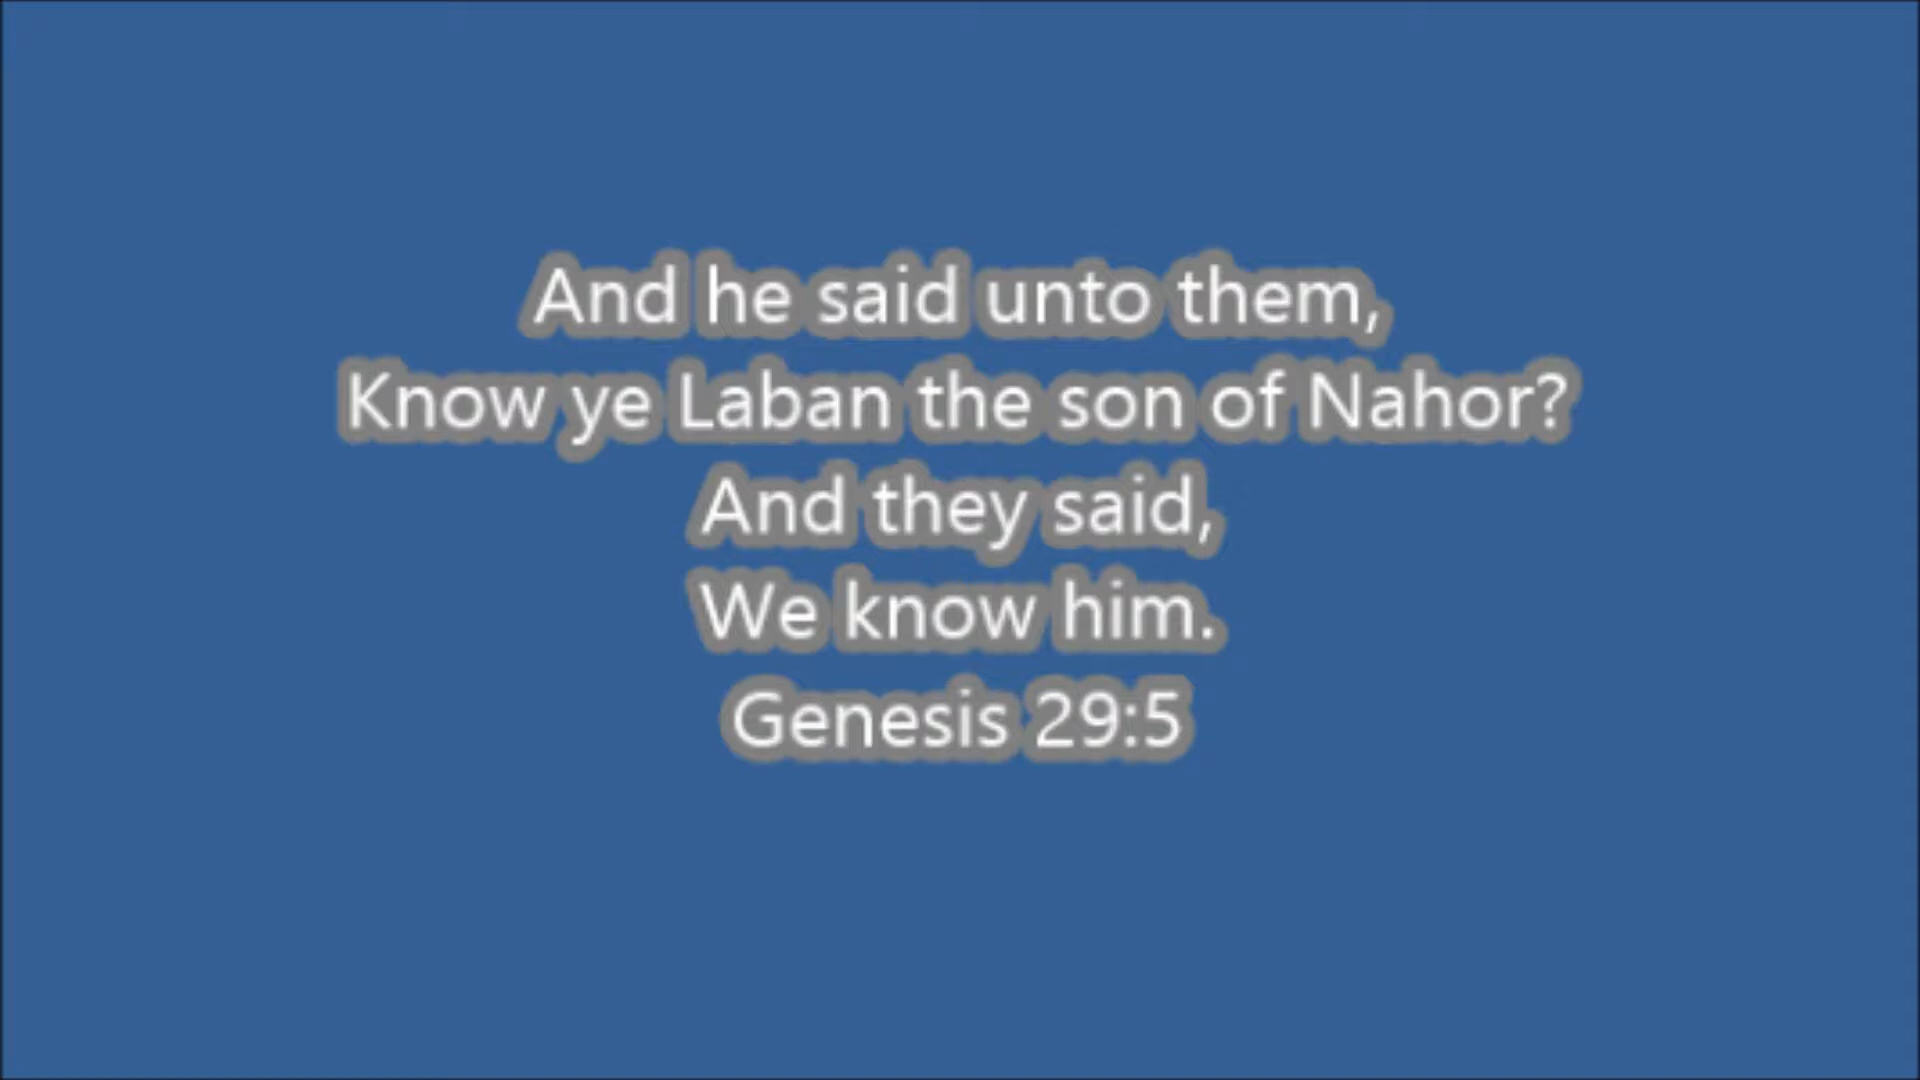 And he said unto them,
Know ye Laban the son of Nahor?
And they said,
We know him.
Genesis 29:5